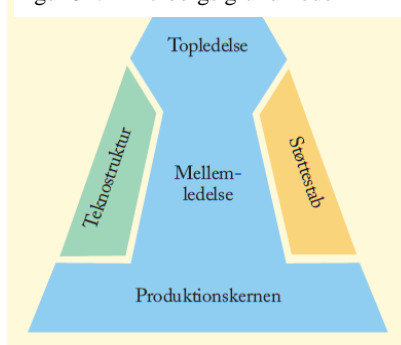 Topledelse
Teknostruktur
Mellem-
ledelse
Støttestab
Produktionskernen